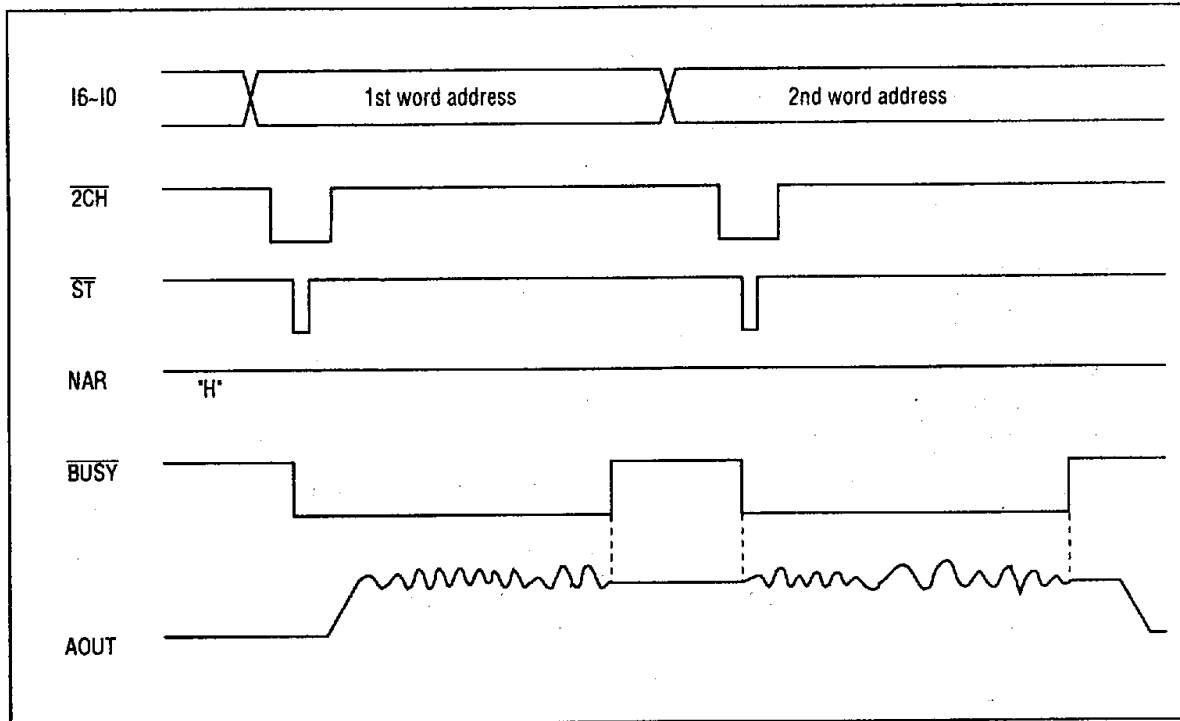 I6~I0
1st word address
2nd word address
2CH
ST
NAR
"H"
BUSY
AOUT